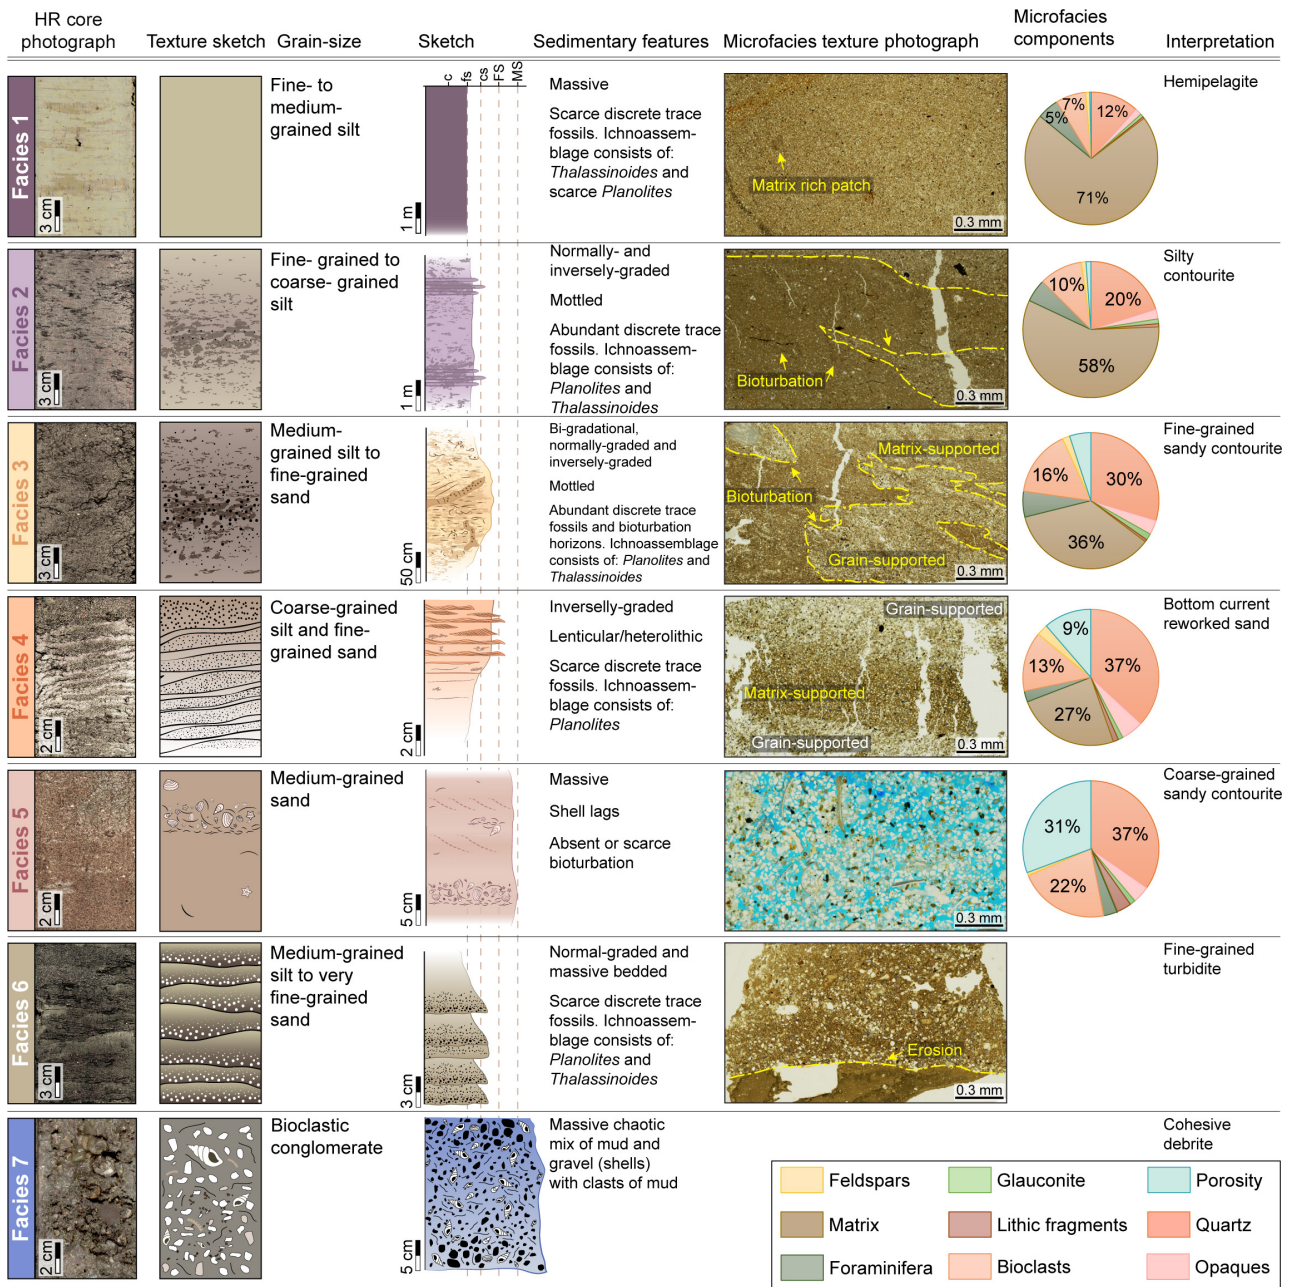 HR core
photograph
Texture sketch
Grain-size
Sketch
Sedimentary features
Microfacies texture photograph
Microfacies
components
Interpretation
c
fs
cs
FS
MS
Facies 1
3 cm
Fine- to
medium-
grained silt
1 m
Massive
Scarce discrete trace
fossils. Ichnoassem-
blage consists of:
Thalassinoides and
scarce Planolites
Matrix rich patch
0.3 mm
7%
5%
12%
71%
Hemipelagite
Facies 2
3 cm
Fine- grained to
coarse- grained
silt
1 m
Normally- and
inversely-graded
Mottled
Abundant discrete trace
fossils. Ichnoassem-
blage consists of:
Planolites and
Thalassinoides
Bioturbation
0.3 mm
10%
20%
58%
Silty
contourite
Facies 3
3 cm
Medium-
grained silt to
fine-grained
sand
50 cm
Bi-gradational,
normally-graded and
inversely-graded
Mottled
Abundant discrete trace
fossils and bioturbation
horizons. Ichnoassemblage
consists of: Planolites and
Thalassinoides
Matrix-supported
Bioturbation
Grain-supported
0.3 mm
16%
30%
36%
Fine-grained
sandy contourite
Facies 4
2 cm
Coarse-grained
silt and fine-
grained sand
2 cm
Inverselly-graded
Lenticular/heterolithic
Scarce discrete trace
fossils. Ichnoassem-
blage consists of:
Planolites
Grain-supported
Matrix-supported
Grain-supported
0.3 mm
9%
13%
37%
27%
Bottom current
reworked sand
Facies 5
2 cm
Medium-grained
sand
5 cm
Massive
Shell lags
Absent or scarce
bioturbation
0.3 mm
31%
37%
22%
Coarse-grained
sandy contourite
Facies 6
3 cm
Medium-grained
silt to very
fine-grained
sand
3 cm
Normal-graded and
massive bedded
Scarce discrete trace
fossils. Ichnoassem-
blage consists of:
Planolites and
Thalassinoides
Erosion
0.3 mm
Fine-grained
turbidite
Facies 7
2 cm
Bioclastic
conglomerate
5 cm
Massive chaotic
mix of mud and
gravel (shells)
with clasts of mud
Cohesive
debrite
Feldspars
Glauconite
Porosity
Matrix
Lithic fragments
Quartz
Foraminifera
Bioclasts
Opaques